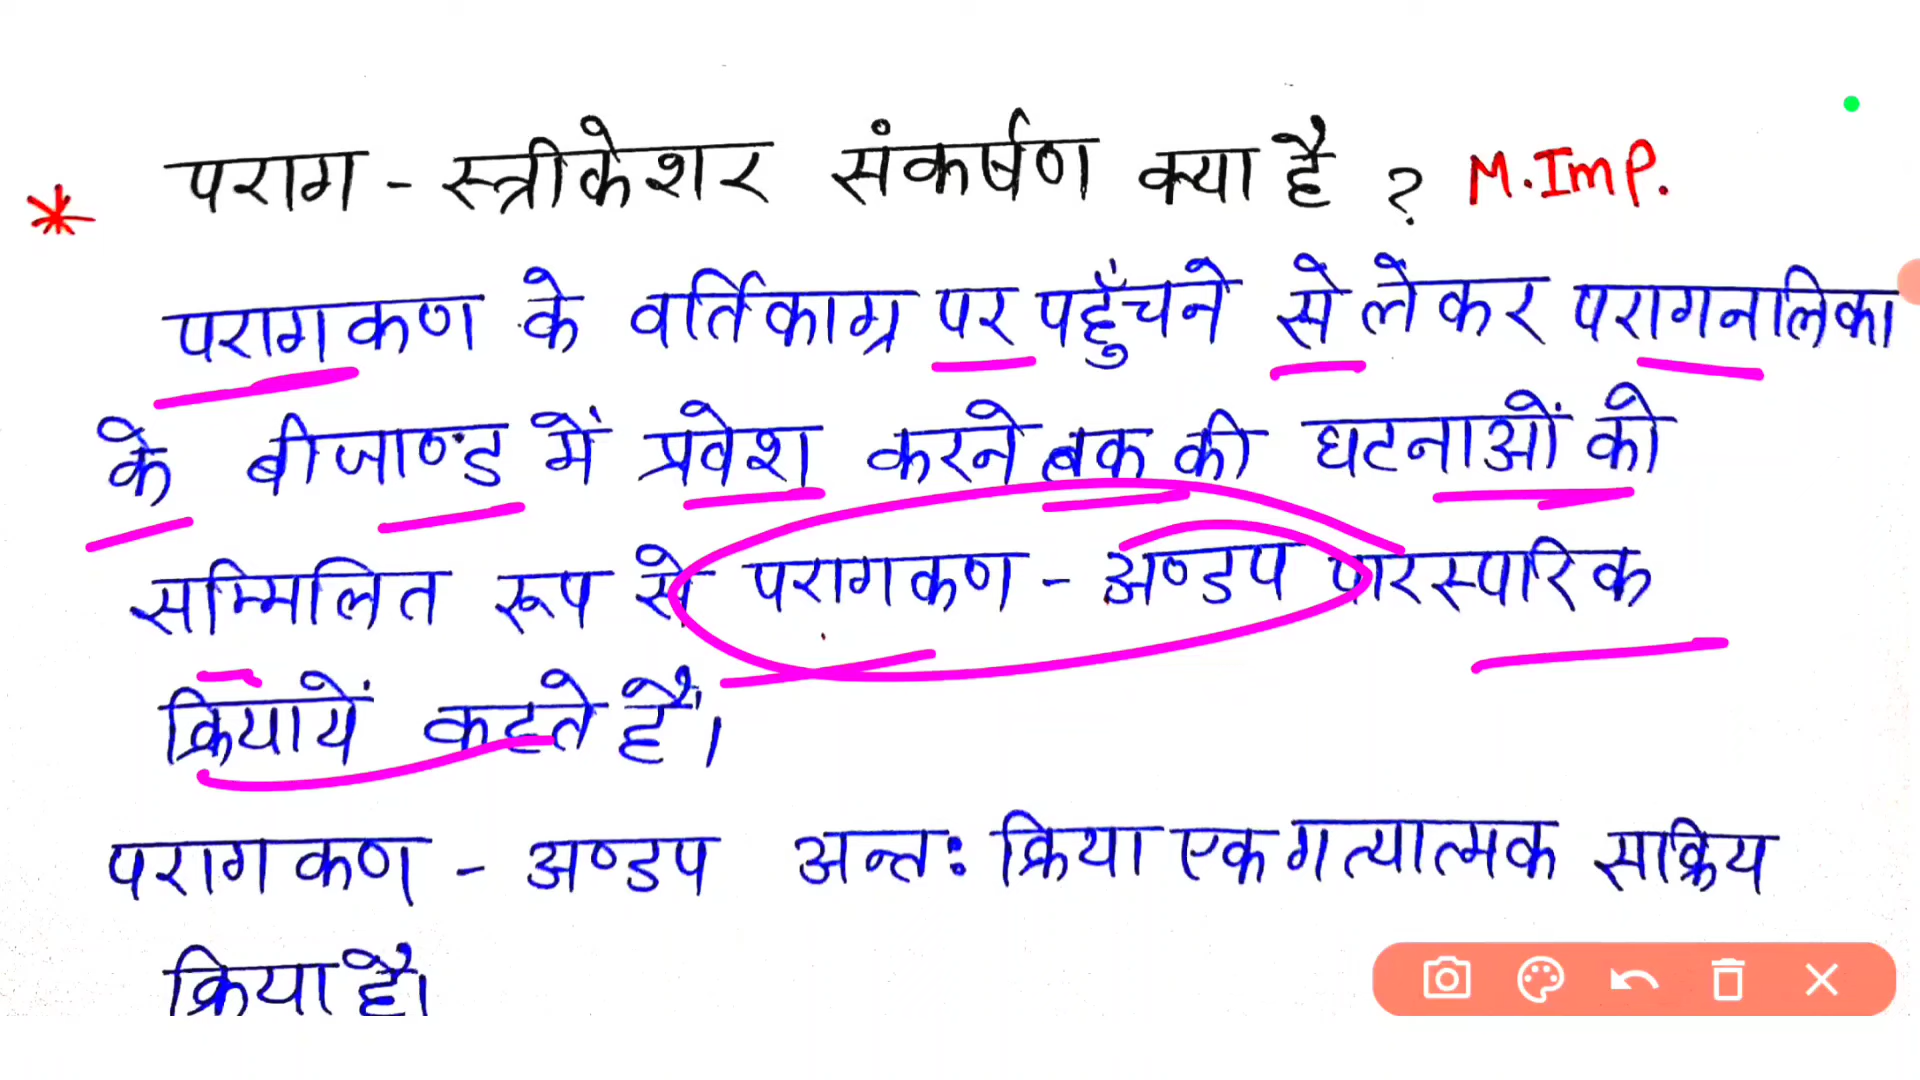 * पराग - स्त्रीकेशर संकर्षण क्या है ? M.Imp.
परागकण के वर्तिकाग्र पर पहुँचने से लेकर परागनलिका
के बीजाण्ड में प्रवेश करने तक की घटनाओं को
सम्मिलित रूप से परागकण - अण्डप पारस्पारिक
क्रियायें कहते हैं।
परागकण - अण्डप अन्तः क्रिया एक गत्यात्मक सक्रिय
क्रिया है।